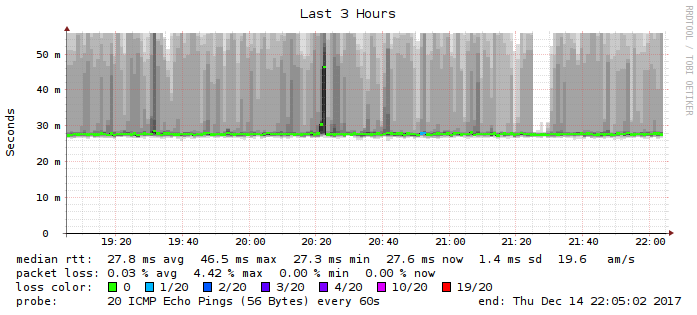 Last 3 Hours
RRDTOOL / TOBI OETIKER
Seconds
50 m
40 m
30 m
20 m
10 m
0
19:20 19:40 20:00 20:20 20:40 21:00 21:20 21:40 22:00
median rtt: 27.8 ms avg 46.5 ms max 27.3 ms min 27.6 ms now 1.4 ms sd 19.6 am/s
packet loss: 0.03 % avg 4.42 % max 0.00 % min 0.00 % now
loss color: 0 1/20 2/20 3/20 4/20 10/20 19/20
probe: 20 ICMP Echo Pings (56 Bytes) every 60s end: Thu Dec 14 22:05:02 2017